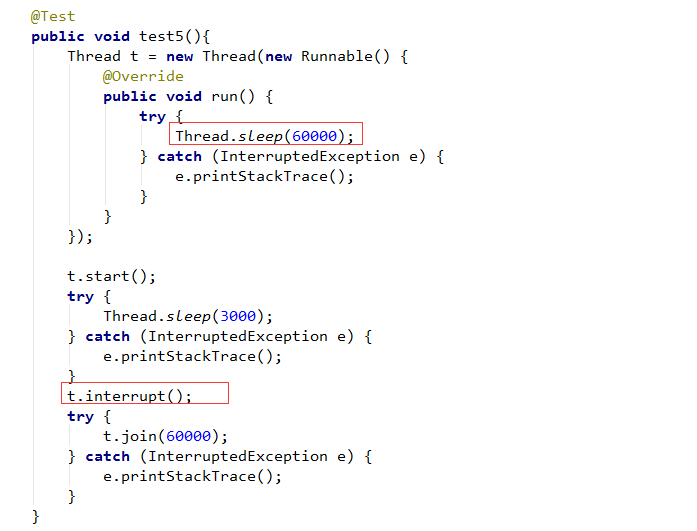 @Test
public void test5(){
    Thread t = new Thread(new Runnable() {
        @Override
        public void run() {
            try {
                Thread.sleep(60000);
            } catch (InterruptedException e) {
                e.printStackTrace();
            }
        }
    });

    t.start();
    try {
        Thread.sleep(3000);
    } catch (InterruptedException e) {
        e.printStackTrace();
    }
    t.interrupt();
    try {
        t.join(60000);
    } catch (InterruptedException e) {
        e.printStackTrace();
    }
}